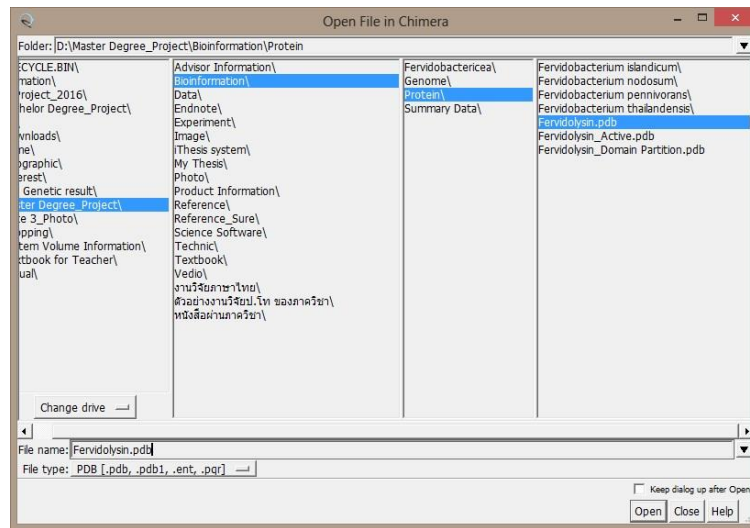 Open File in Chimera
Folder: D:\Master Degree_Project\Bioinformation\Protein
CYCLE.BIN\
mation\
roject_2016\
helor Degree_Project\
wnloads\
me\
ographic\
erest\
Genetic result\
ster Degree_Project\
te 3_Photo\
opping\
tem Volume Information\
xtbook for Teacher\
ual\
Change drive
Advisor Information\
Bioinformation\
Data\
Endnote\
Experiment\
Image\
iThesis system\
My Thesis\
Photo\
Product Information\
Reference\
Reference_Sure\
Science Software\
Technic\
Textbook\
Vedio\
งานวิจัยภาษาไทย\
ตัวอย่างงานวิจัยป.โท ของภาควิชา\
หนังสือผ่านภาควิชา\
Fervidobactericea\
Genome\
Protein\
Summary Data\
Fervidobacterium islandicum\
Fervidobacterium nodosum\
Fervidobacterium pennivorans\
Fervidobacterium thailandensis\
Fervidolysin.pdb
Fervidolysin_Active.pdb
Fervidolysin_Domain Partition.pdb
File name: Fervidolysin.pdb
File type: PDB [.pdb, .pdb1, .ent, .pqr]
Keep dialog up after Open
Open Close Help